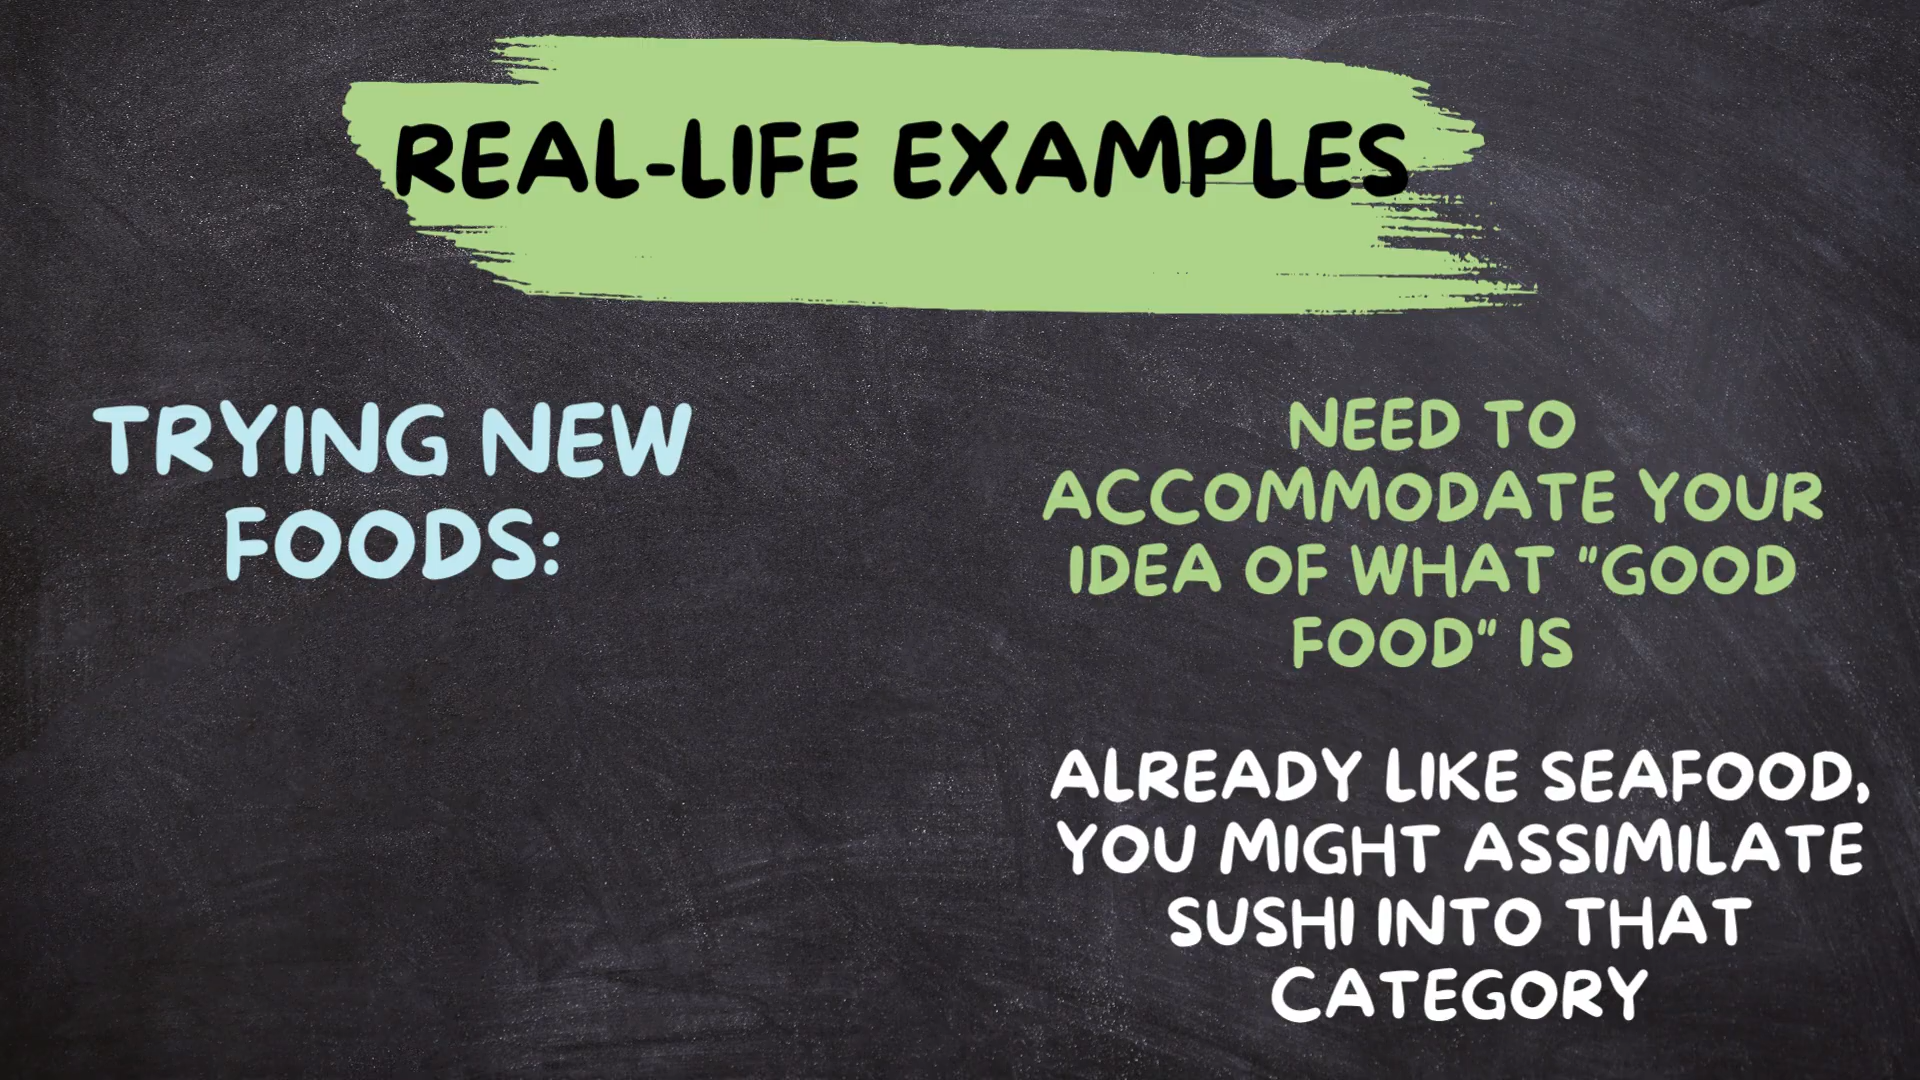 REAL-LIFE EXAMPLES
TRYING NEW
FOODS:
NEED TO
ACCOMMODATE YOUR
IDEA OF WHAT "GOOD
FOOD" IS
ALREADY LIKE SEAFOOD,
YOU MIGHT ASSIMILATE
SUSHI INTO THAT
CATEGORY